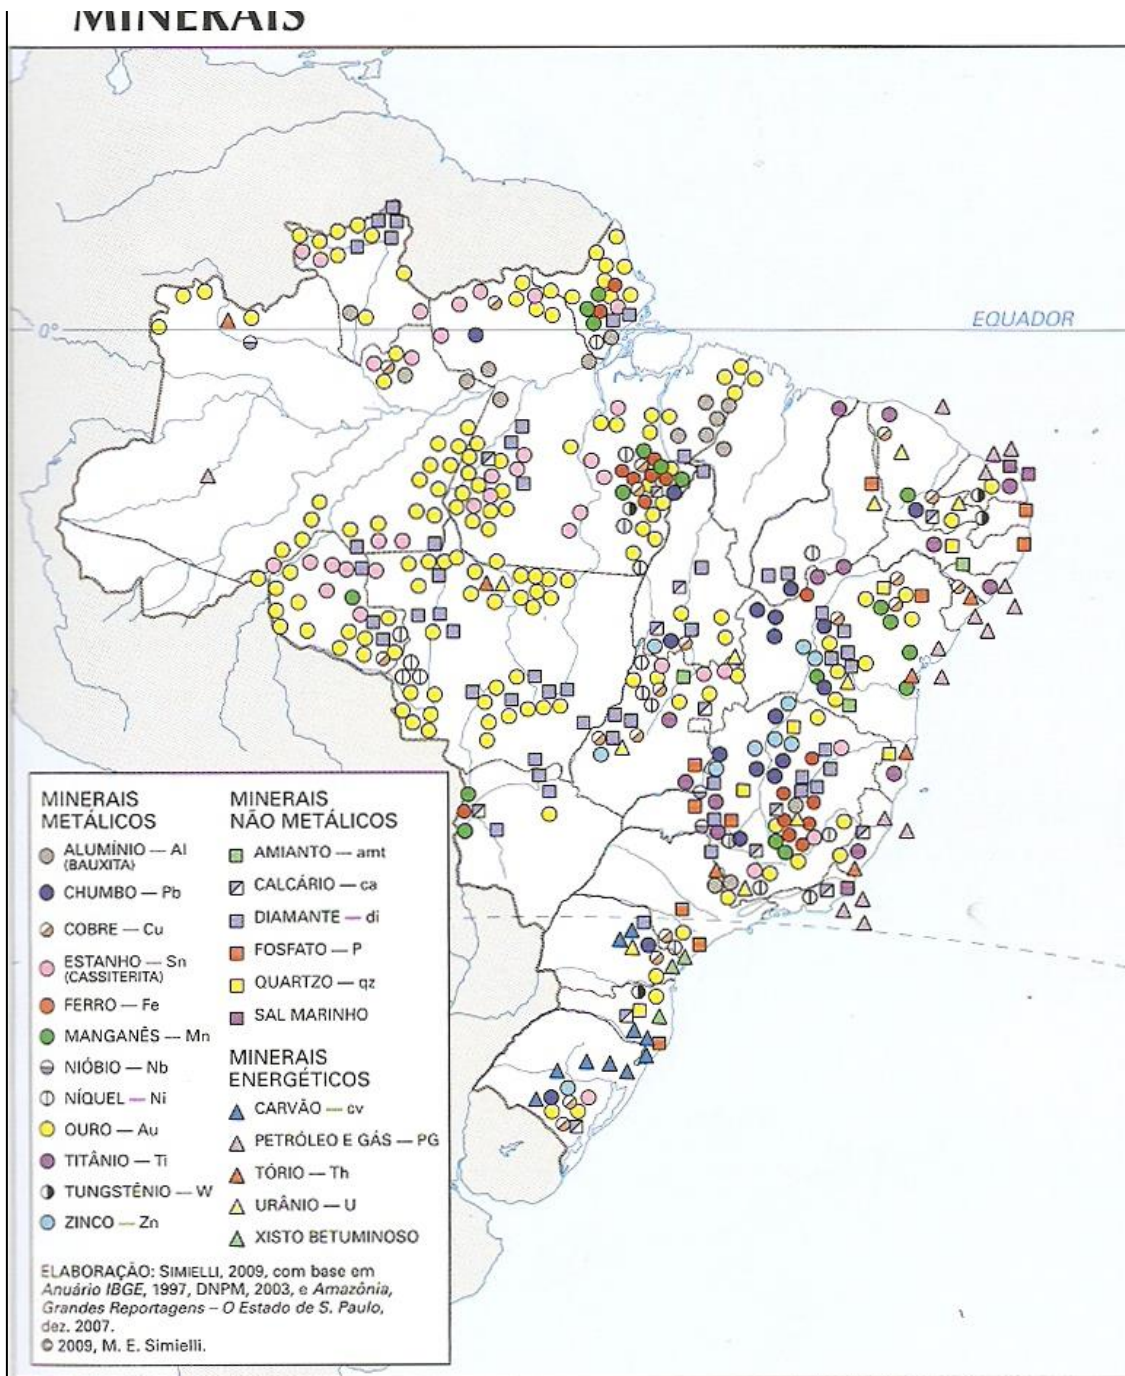 MINERAIS
0°
EQUADOR
MINERAIS
METÁLICOS
ALUMÍNIO — Al
(BAUXITA)
CHUMBO — Pb
COBRE — Cu
ESTANHO — Sn
(CASSITERITA)
FERRO — Fe
MANGANÊS — Mn
NIÓBIO — Nb
NÍQUEL — Ni
OURO — Au
TITÂNIO — Ti
TUNGSTÊNIO — W
ZINCO — Zn
MINERAIS
NÃO METÁLICOS
AMIANTO — amt
CALCÁRIO — ca
DIAMANTE — di
FOSFATO — P
QUARTZO — qz
SAL MARINHO
MINERAIS
ENERGÉTICOS
CARVÃO — cv
PETRÓLEO E GÁS — PG
TÓRIO — Th
URÂNIO — U
XISTO BETUMINOSO
ELABORAÇÃO: SIMIELLI, 2009, com base em
Anuário IBGE, 1997, DNPM, 2003, e Amazônia,
Grandes Reportagens – O Estado de S. Paulo,
dez. 2007.
© 2009, M. E. Simielli.